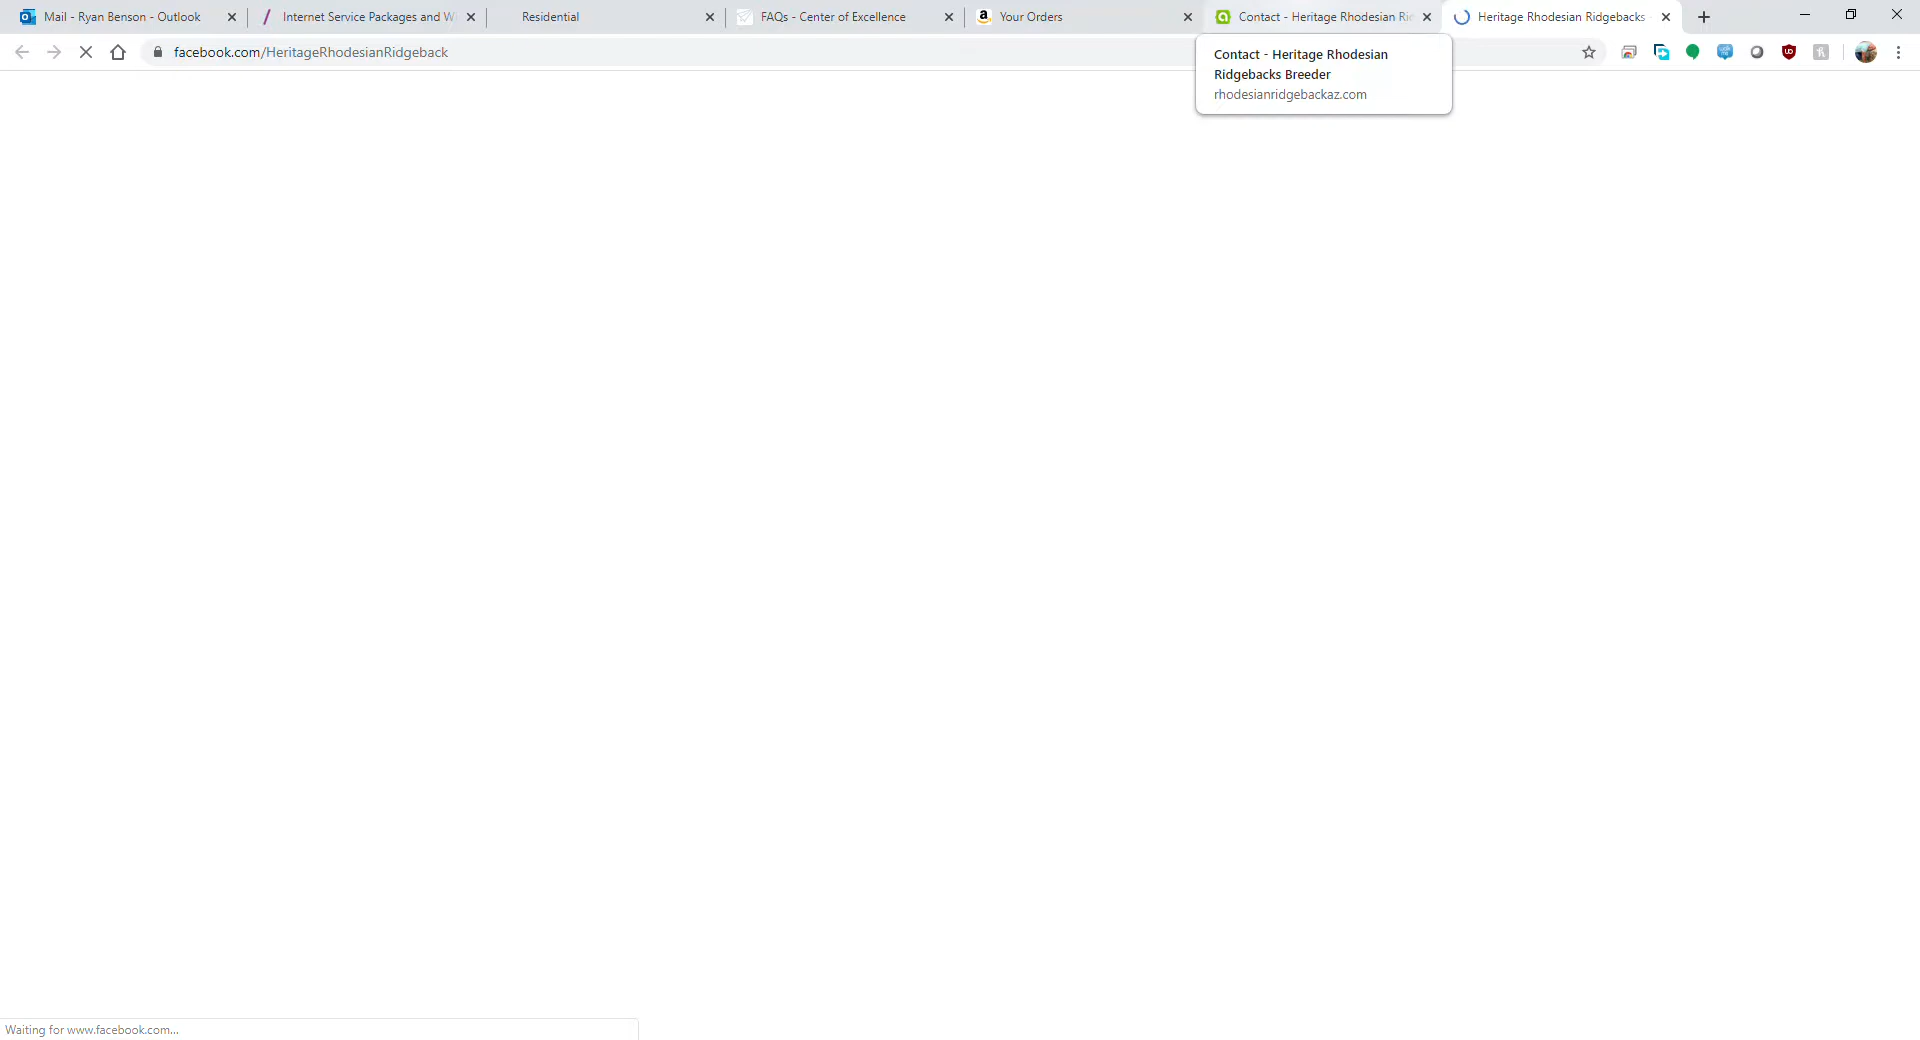 Mail - Ryan Benson - Outlook
Internet Service Packages and W
Residential
FAQs - Center of Excellence
Your Orders
Contact - Heritage Rhodesian Ri
Heritage Rhodesian Ridgebacks
facebook.com/HeritageRhodesianRidgeback
Contact - Heritage Rhodesian
Ridgebacks Breeder
rhodesianridgebackaz.com
Waiting for www.facebook.com...